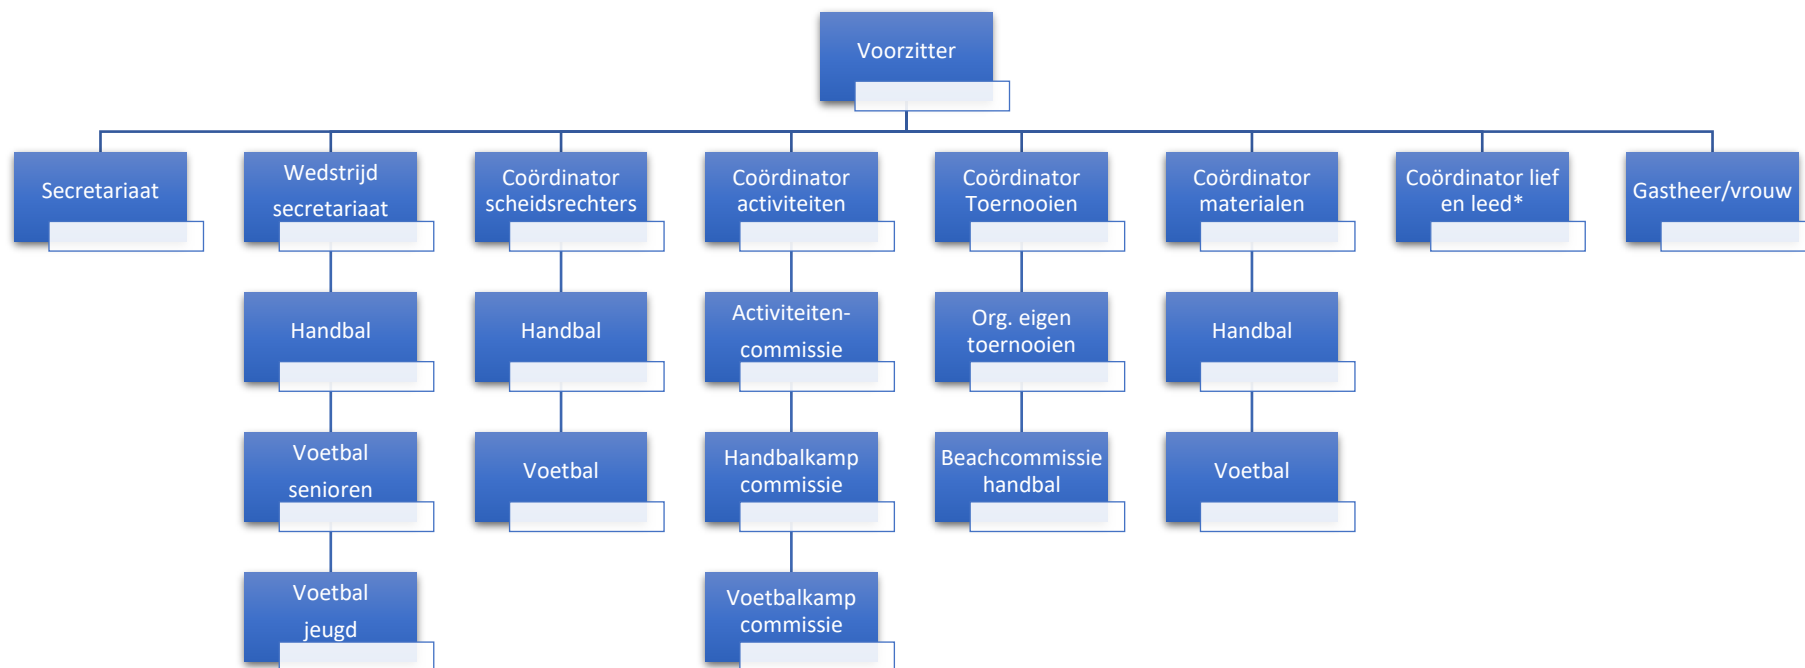 Voorzitter
Secretariaat
Wedstrijd
secretariaat
Coördinator
scheidsrechters
Coördinator
activiteiten
Coördinator
Toernooien
Coördinator
materialen
Coördinator lief
en leed*
Gastheer/vrouw
Handbal
Handbal
Activiteiten-
commissie
Org. eigen
toernooien
Handbal
Voetbal
senioren
Voetbal
Handbalkamp
commissie
Beachcommissie
handbal
Voetbal
Voetbal
jeugd
Voetbalkamp
commissie